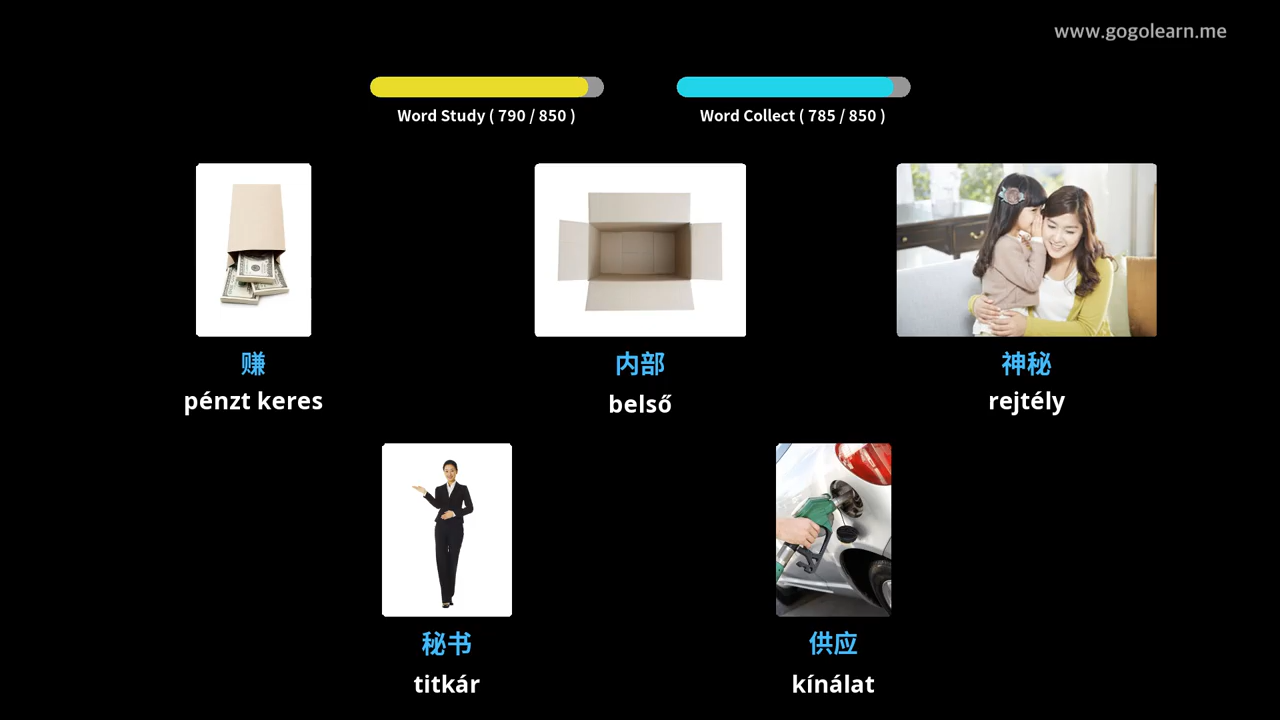 www.gogolearn.me
Word Study ( 790 / 850 )
Word Collect ( 785 / 850 )
赚
pénzt keres
内部
belső
神秘
rejtély
秘书
titkár
供应
kínálat